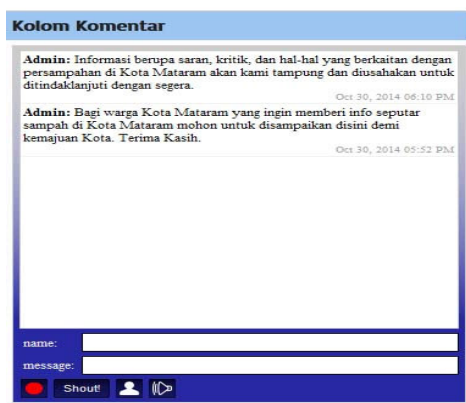 Kolom Komentar
Admin: Informasi berupa saran, kritik, dan hal-hal yang berkaitan dengan
persampahan di Kota Mataram akan kami tampung dan diusahakan untuk
ditindaklanjuti dengan segera.
Oct 30, 2014 06:10 PM
Admin: Bagi warga Kota Mataram yang ingin memberi info seputar
sampah di Kota Mataram mohon untuk disampaikan disini demi
kemajuan Kota. Terima Kasih.
Oct 30, 2014 05:52 PM
name:
message:
Shout!